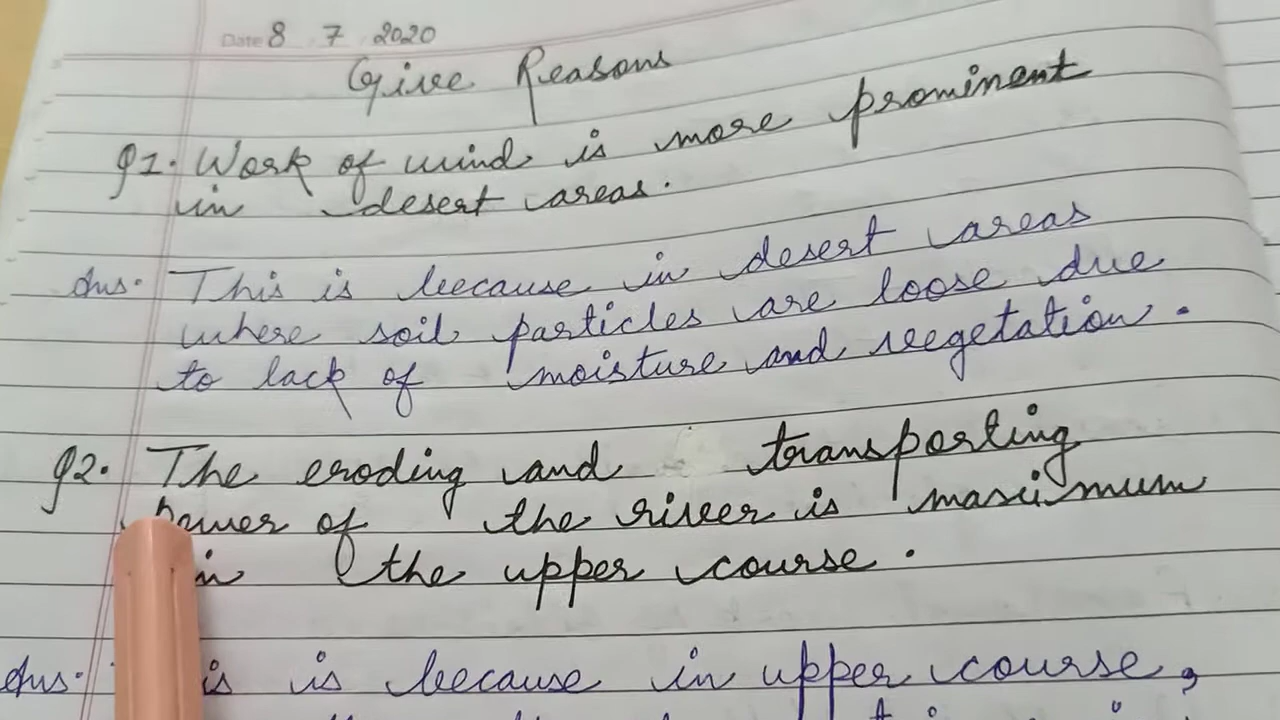 Date 8 7 2020
Give Reasons
Q1. Work of wind is more prominent
in desert areas.
Ans. This is because in desert areas
where soil particles are loose due
to lack of moisture and vegetation.
Q2. The eroding and transporting
power of the river is maximum
in the upper course.
Ans. is is because in upper course,